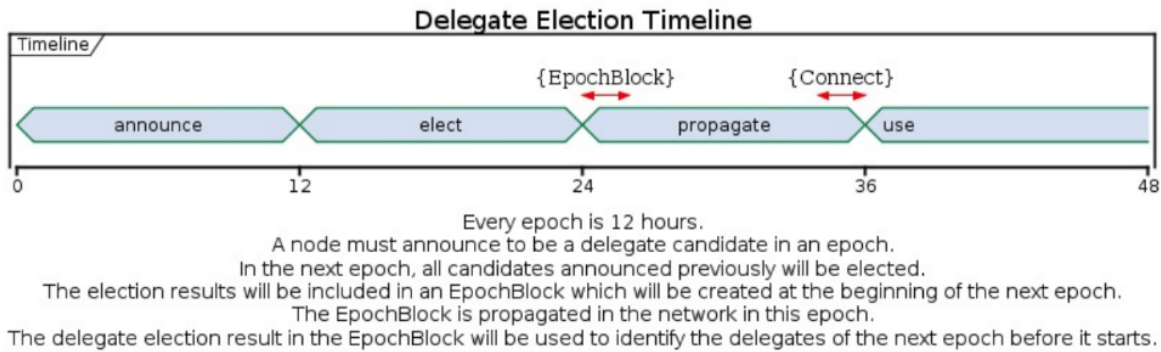 Delegate Election Timeline
Timeline
{EpochBlock} {Connect}
announce elect propagate use
0 12 24 36 48
Every epoch is 12 hours.
A node must announce to be a delegate candidate in an epoch.
In the next epoch, all candidates announced previously will be elected.
The election results will be included in an EpochBlock which will be created at the beginning of the next epoch.
The EpochBlock is propagated in the network in this epoch.
The delegate election result in the EpochBlock will be used to identify the delegates of the next epoch before it starts.